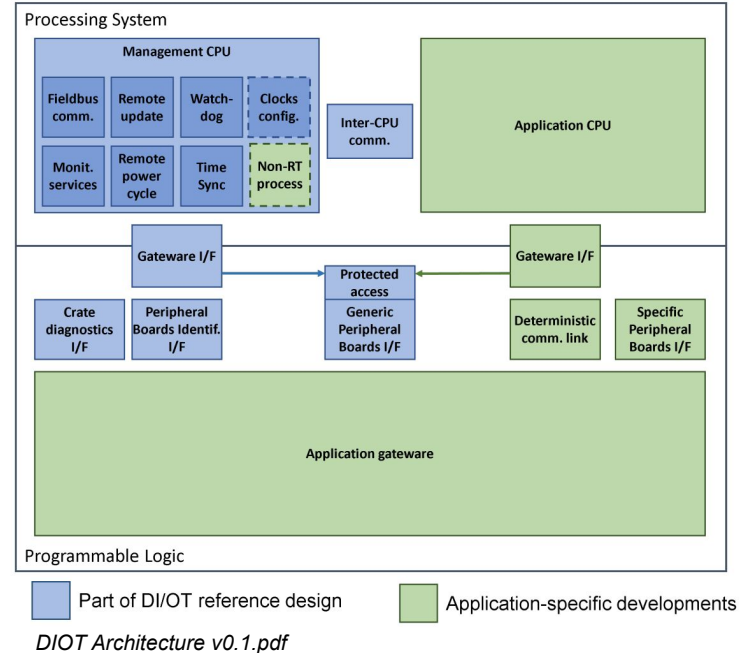 Processing System
Management CPU
Fieldbus
comm.
Remote
update
Watch-
dog
Clocks
config.
Monit.
services
Remote
power
cycle
Time
Sync
Non-RT
process
Inter-CPU
comm.
Application CPU
Gateware I/F
Gateware I/F
Protected
access
Crate
diagnostics
I/F
Peripheral
Boards Identif.
I/F
Generic
Peripheral
Boards I/F
Deterministic
comm. link
Specific
Peripheral
Boards I/F
Application gateware
Programmable Logic
Part of DI/OT reference design
Application-specific developments
DIOT Architecture v0.1.pdf